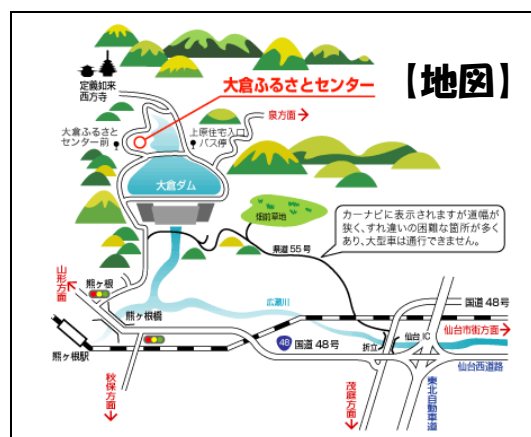 【地図】
定義如来
西方寺
大倉ふるさとセンター
泉方面
大倉ふるさと
センター前
上原住宅入口
バス停
大倉ダム
畑前草地
カーナビに表示されますが道幅が
狭く、すれ違いの困難な箇所が多く
あり、大型車は通行できません。
県道55号
山形方面
熊ヶ根
広瀬川
国道48号
熊ヶ根橋
仙台市街方面
熊ヶ根駅
48
国道48号
折立
仙台IC
仙台西道路
秋保方面
茂庭方面
東北自動車道